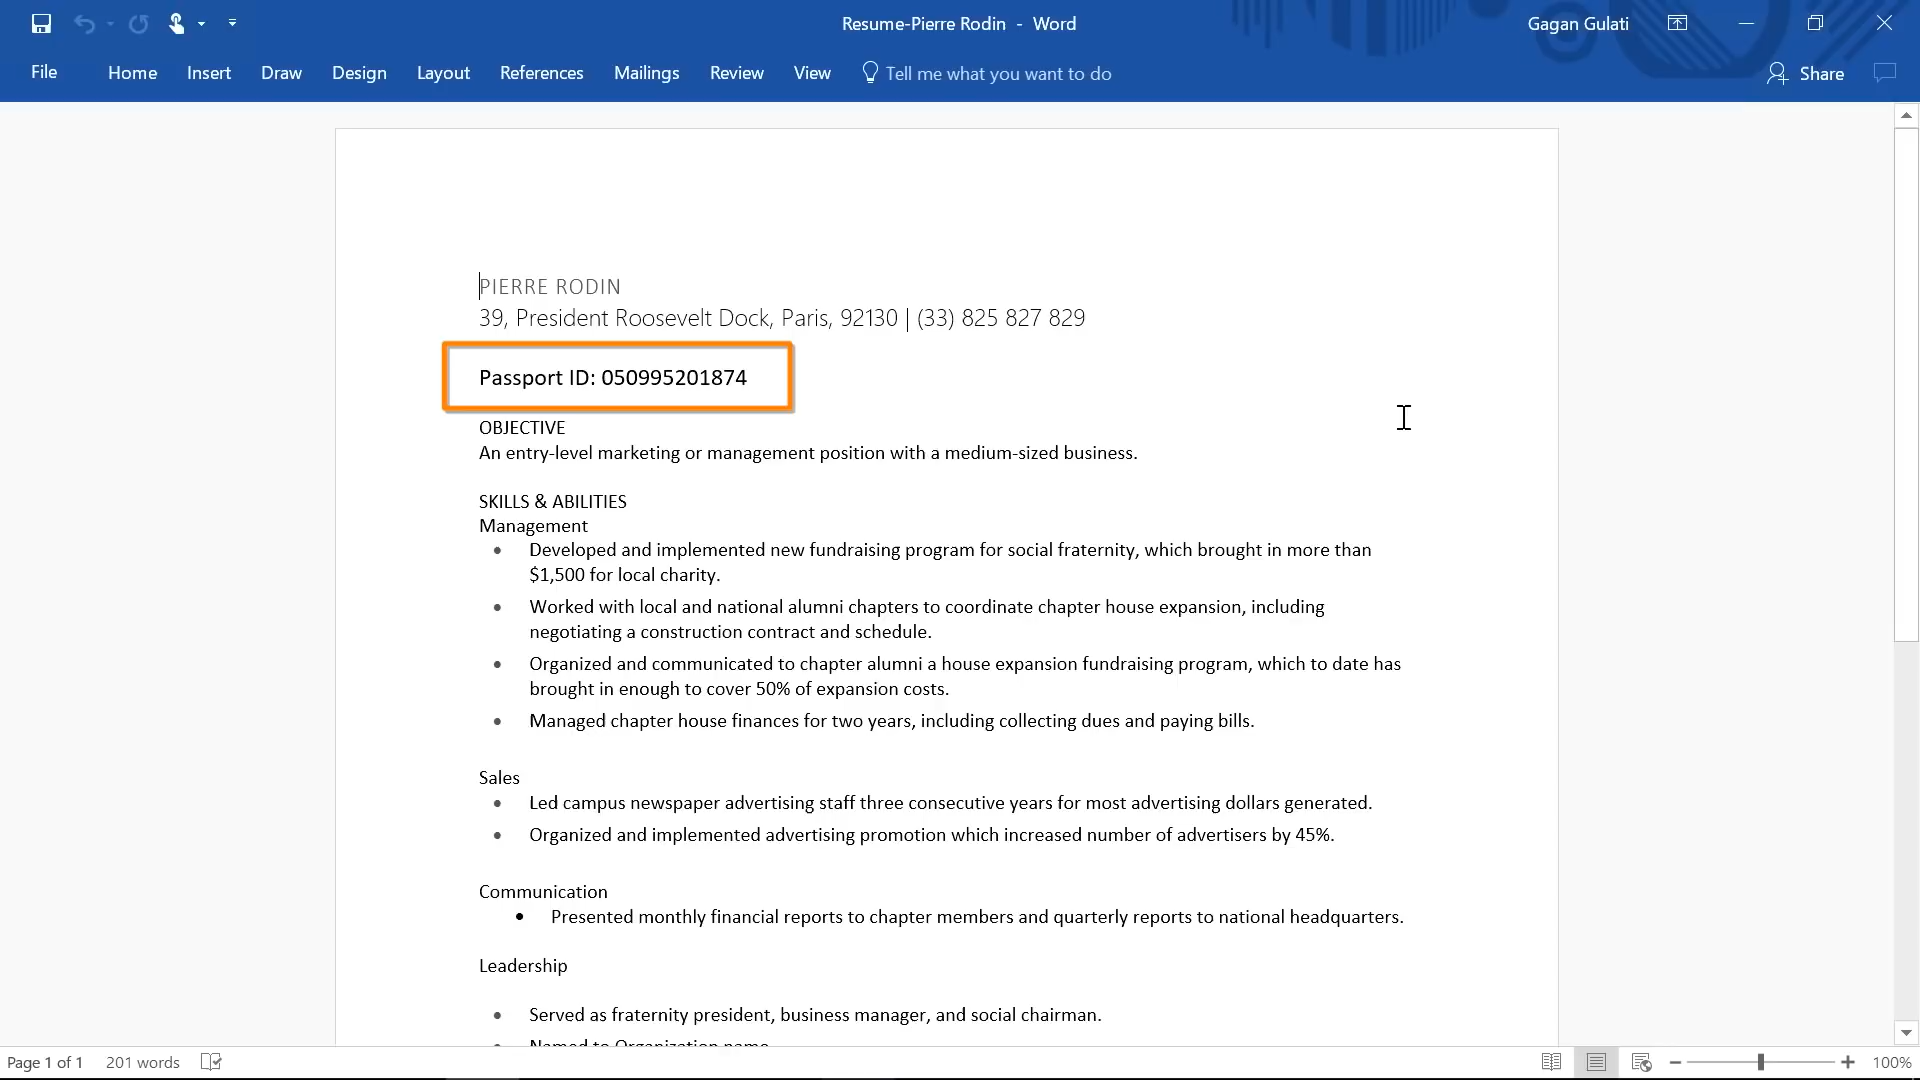 Resume-Pierre Rodin - Word
Gagan Gulati
File Home Insert Draw Design Layout References Mailings Review View Tell me what you want to do Share
PIERRE RODIN
39, President Roosevelt Dock, Paris, 92130 | (33) 825 827 829
Passport ID: 050995201874
OBJECTIVE
An entry-level marketing or management position with a medium-sized business.
SKILLS & ABILITIES
Management
• Developed and implemented new fundraising program for social fraternity, which brought in more than
$1,500 for local charity.
• Worked with local and national alumni chapters to coordinate chapter house expansion, including
negotiating a construction contract and schedule.
• Organized and communicated to chapter alumni a house expansion fundraising program, which to date has
brought in enough to cover 50% of expansion costs.
• Managed chapter house finances for two years, including collecting dues and paying bills.
Sales
• Led campus newspaper advertising staff three consecutive years for most advertising dollars generated.
• Organized and implemented advertising promotion which increased number of advertisers by 45%.
Communication
• Presented monthly financial reports to chapter members and quarterly reports to national headquarters.
Leadership
• Served as fraternity president, business manager, and social chairman.
• Named to Organization name
Page 1 of 1 201 words 100%